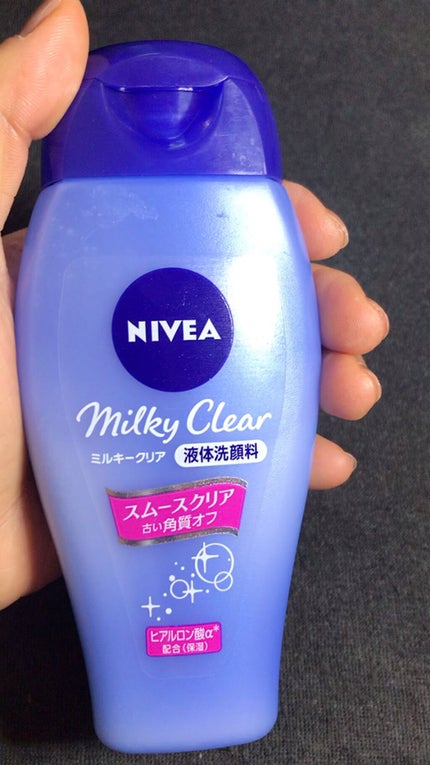 NIVEA
Milky Clear
ミルキークリア 液体洗顔料
スムースクリア
古い角質オフ
ヒアルロン酸α*
配合(保湿)